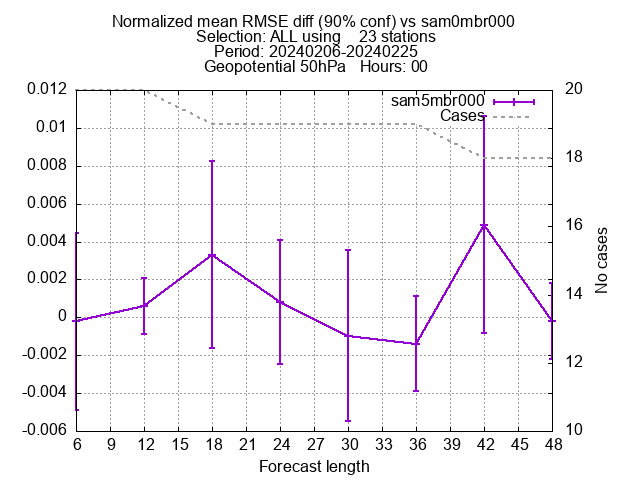 Normalized mean RMSE diff (90% conf) vs sam0mbr000
Selection: ALL using    23 stations
Period: 20240206-20240225
Geopotential 50hPa   Hours: 00
sam5mbr000
Cases
0.012
0.01
0.008
0.006
0.004
0.002
0
-0.002
-0.004
-0.006
20
18
16
14
12
10
No cases
6 9 12 15 18 21 24 27 30 33 36 39 42 45 48
Forecast length